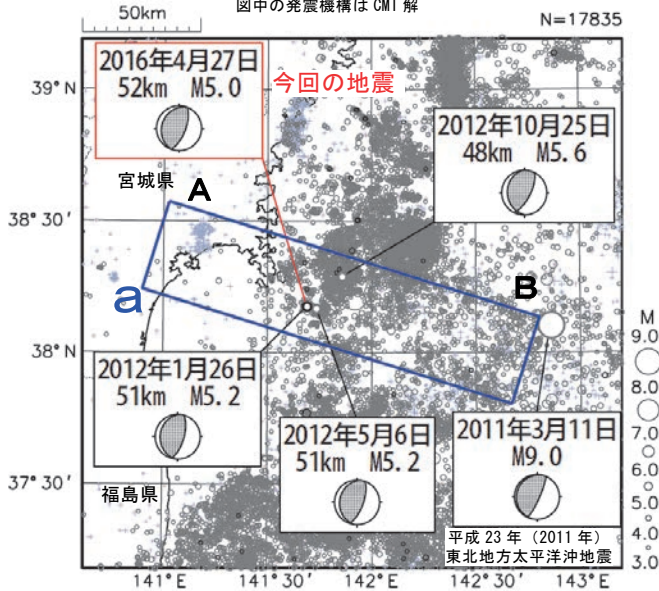 図中の発震機構は CMT 解
50km
N=17835
2016年4月27日
52km M5.0
今回の地震
39°N
2012年10月25日
48km M5.6
宮城県
A
38°30′
a
B
M
9.0
8.0
7.0
6.0
5.0
4.0
3.0
38°N
2012年1月26日
51km M5.2
2012年5月6日
51km M5.2
2011年3月11日
M9.0
37°30′
福島県
平成 23 年 (2011 年)
東北地方太平洋沖地震
141°E
141°30′
142°E
142°30′
143°E